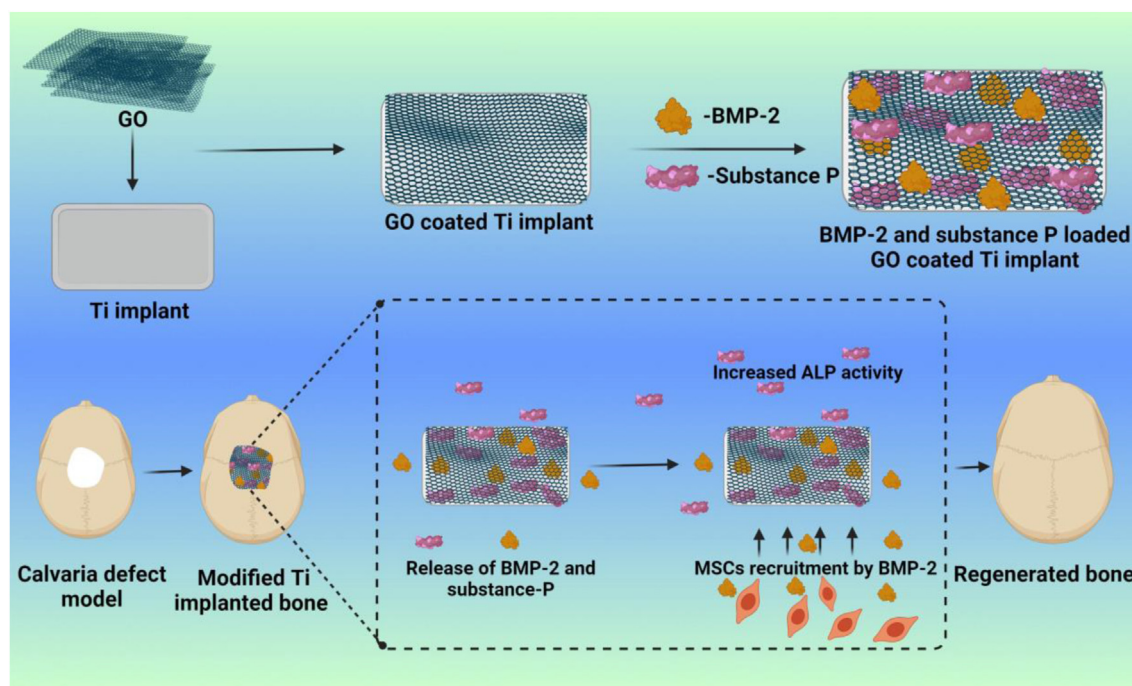 GO
Ti implant
GO coated Ti implant
-BMP-2
-Substance P
BMP-2 and substance P loaded
GO coated Ti implant
Calvaria defect
model
Modified Ti
implanted bone
Release of BMP-2 and
substance-P
Increased ALP activity
MSCs recruitment by BMP-2
Regenerated bone